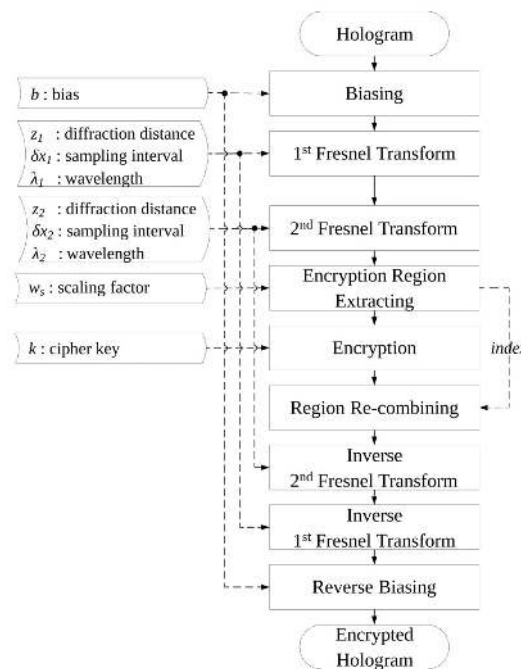 Hologram
b : bias
Biasing
z₁ : diffraction distance
δx₁ : sampling interval
λ₁ : wavelength
1st Fresnel Transform
z₂ : diffraction distance
δx₂ : sampling interval
λ₂ : wavelength
2nd Fresnel Transform
wₛ : scaling factor
Encryption Region
Extracting
k : cipher key
Encryption
index
Region Re-combining
Inverse
2nd Fresnel Transform
Inverse
1st Fresnel Transform
Reverse Biasing
Encrypted
Hologram